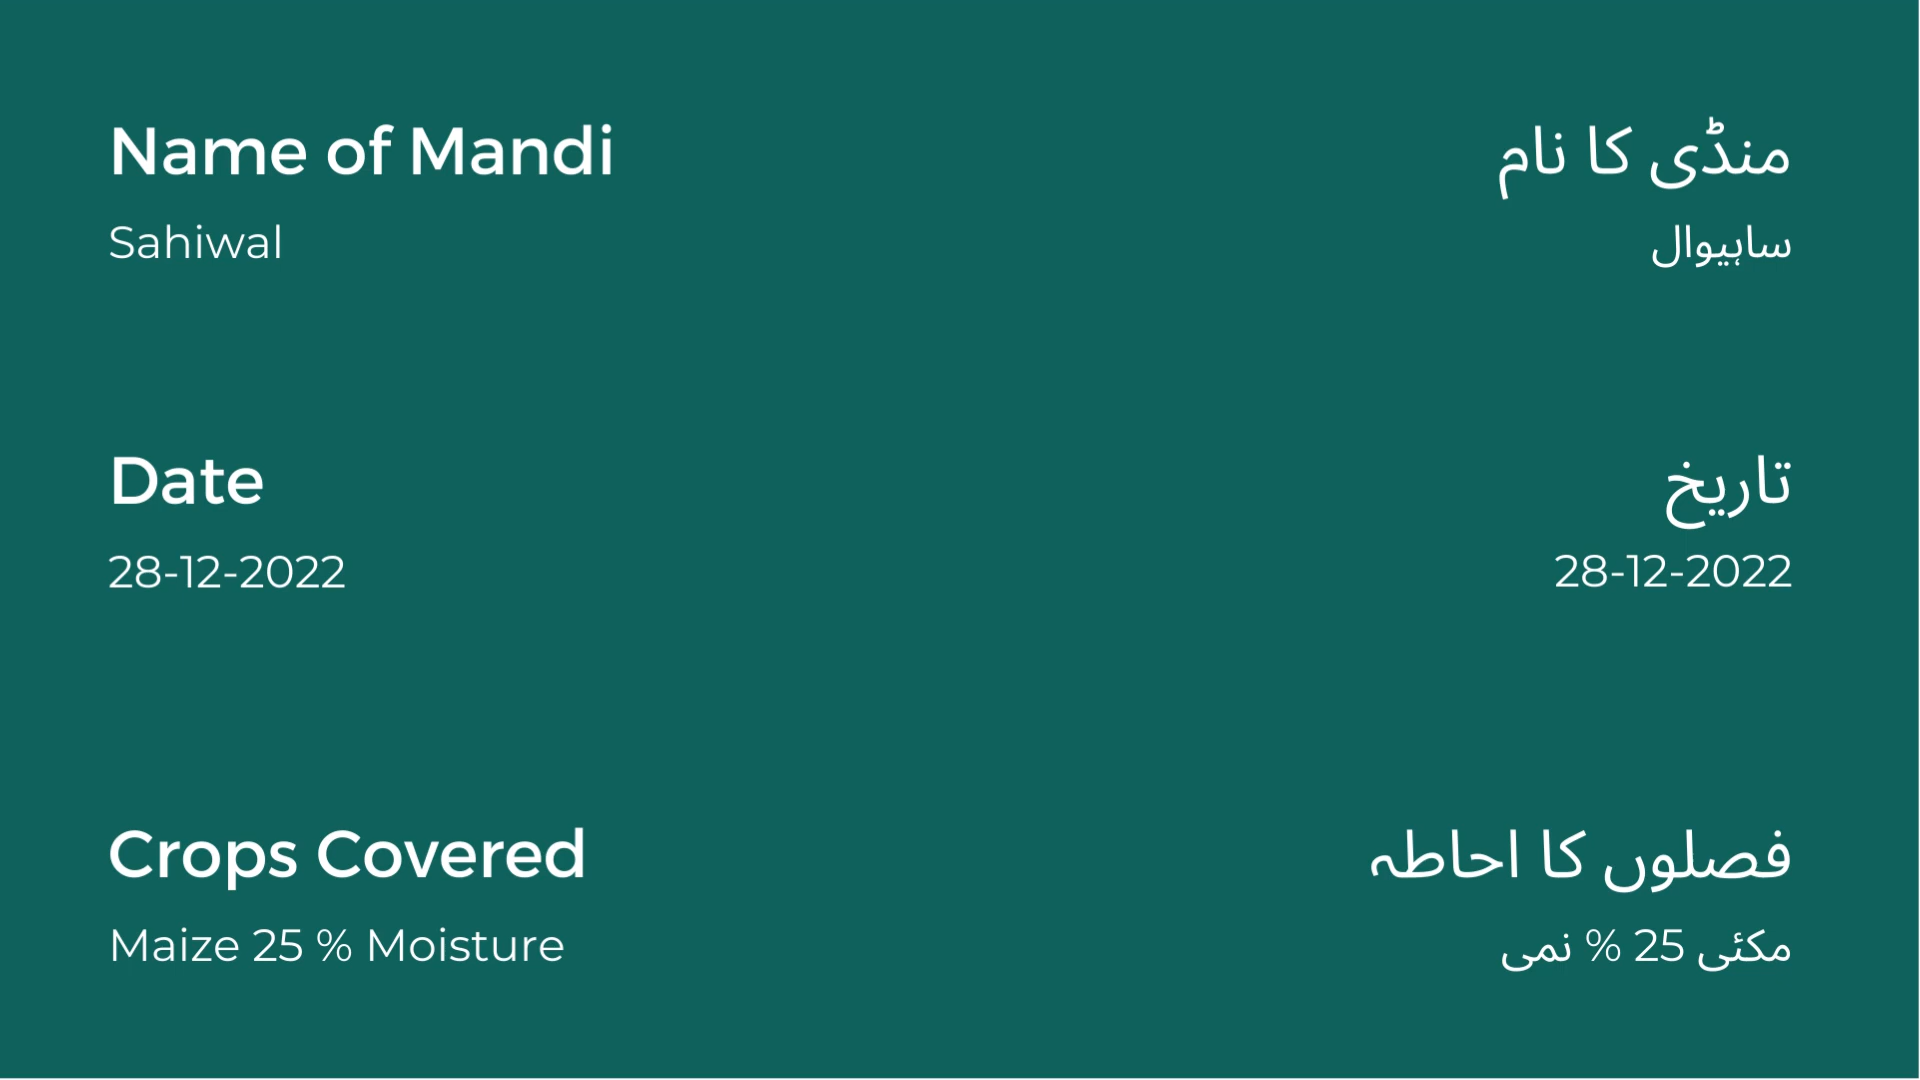 Name of Mandi
منڈی کا نام
Sahiwal
ساہیوال
Date
تاریخ
28-12-2022
28-12-2022
Crops Covered
فصلوں کا احاطہ
Maize 25 % Moisture
مکئی 25 % نمی